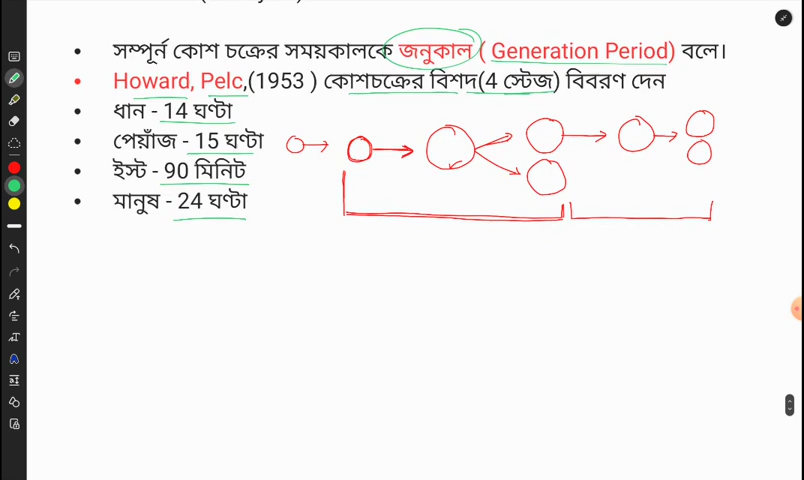 সম্পূর্ন কোশ চক্রের সময়কালকে জনুকাল ( Generation Period) বলে।
Howard, Pelc,(1953 ) কোশচক্রের বিশদ(4 স্টেজ) বিবরণ দেন
ধান - 14 ঘণ্টা
পেয়াঁজ - 15 ঘণ্টা
ইস্ট - 90 মিনিট
মানুষ - 24 ঘণ্টা